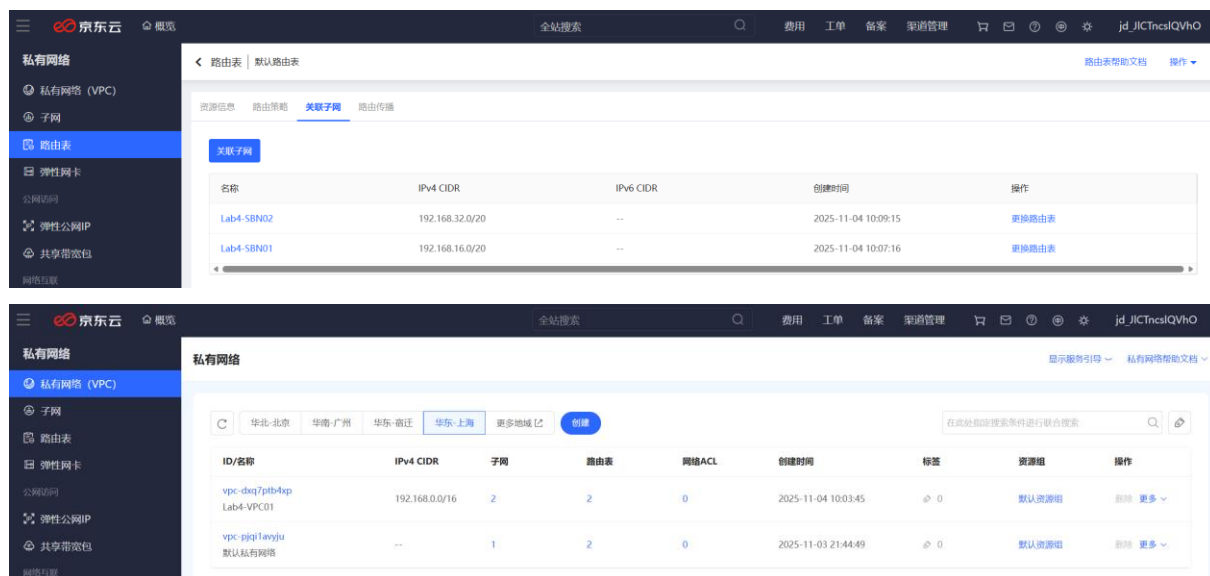 京东云 概览 全站搜索 费用 工单 备案 渠道管理 jd_JlCTncsIQVhO
私有网络 路由表 默认路由表 路由表帮助文档 操作
私有网络 (VPC)
资源信息 路由策略 关联子网 路由传播
子网
路由表 关联子网
弹性网卡
名称 IPv4 CIDR IPv6 CIDR 创建时间 操作
公网访问
弹性公网IP Lab4-SBN02 192.168.32.0/20 -- 2025-11-04 10:09:15 更换路由表
共享带宽包 Lab4-SBN01 192.168.16.0/20 -- 2025-11-04 10:07:16 更换路由表
网络互联
京东云 概览 全站搜索 费用 工单 备案 渠道管理 jd_JlCTncsIQVhO
私有网络 私有网络 显示服务引导 私有网络帮助文档
私有网络 (VPC)
子网
华北-北京 华南-广州 华东-宿迁 华东-上海 更多地域 创建 在此处指定搜索条件进行联合搜索
路由表
弹性网卡 ID/名称 IPv4 CIDR 子网 路由表 网络ACL 创建时间 标签 资源组 操作
公网访问 vpc-dxq7ptb4xp 192.168.0.0/16 2 2 0 2025-11-04 10:03:45 0 默认资源组 删除 更多
Lab4-VPC01
弹性公网IP
共享带宽包 vpc-pjqi1avyju -- 1 2 0 2025-11-03 21:44:49 0 默认资源组 删除 更多
默认私有网络
网络互联